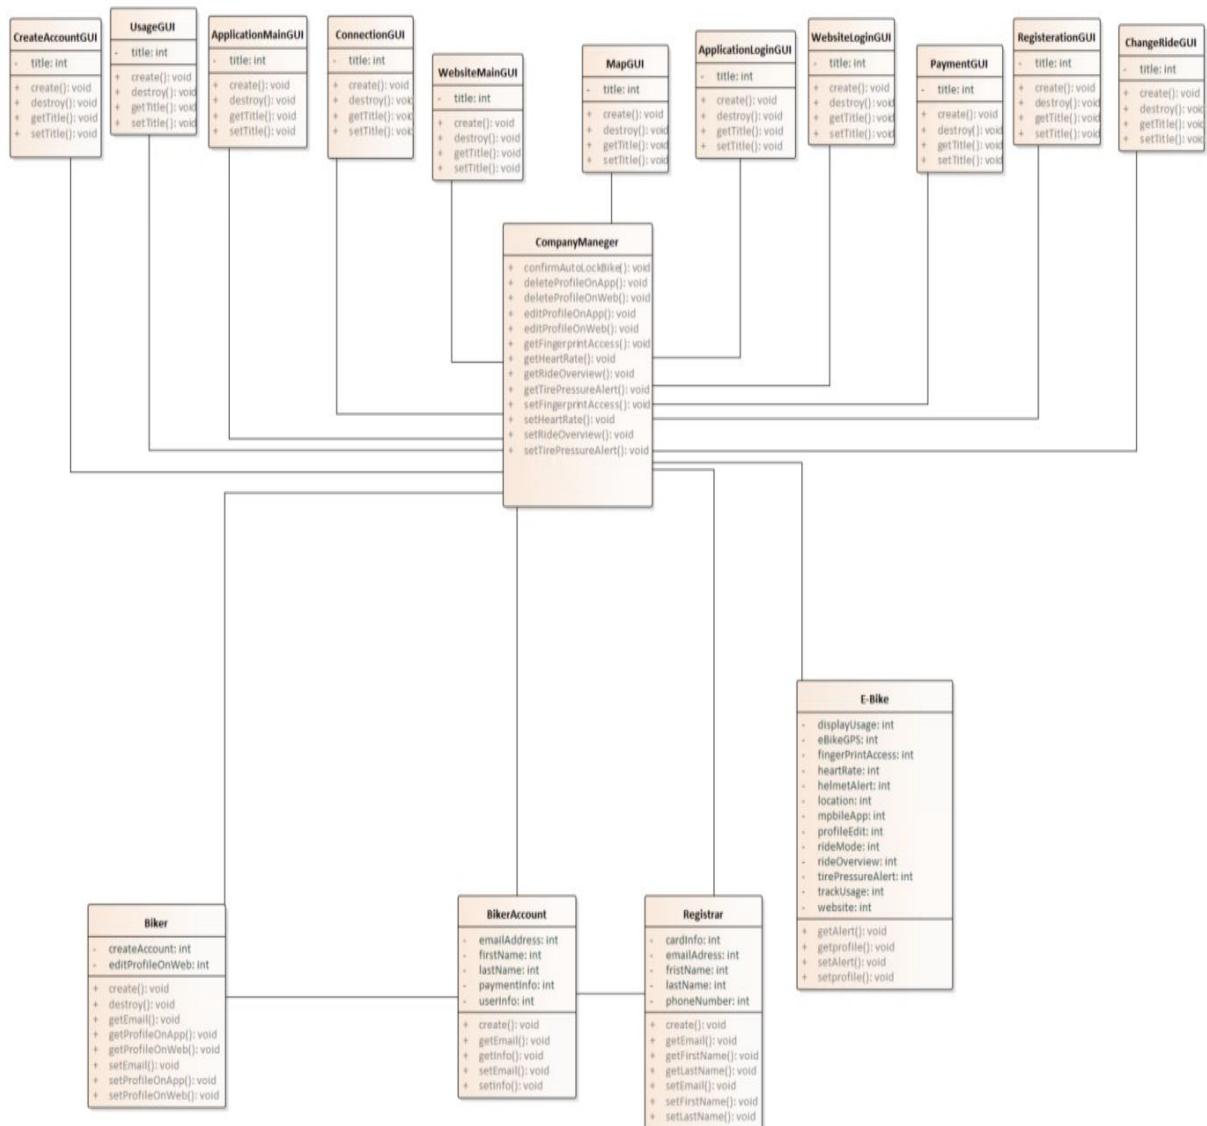 CreateAccountGUI
- title: int
+ create(): void
+ destroy(): void
+ getTitle(): void
+ setTitle(): void
UsageGUI
- title: int
+ create(): void
+ destroy(): void
+ getTitle(): void
+ setTitle(): void
ApplicationMainGUI
- title: int
+ create(): void
+ destroy(): void
+ getTitle(): void
+ setTitle(): void
ConnectionGUI
- title: int
+ create(): void
+ destroy(): void
+ getTitle(): void
+ setTitle(): void
WebsiteMainGUI
- title: int
+ create(): void
+ destroy(): void
+ getTitle(): void
+ setTitle(): void
MapGUI
- title: int
+ create(): void
+ destroy(): void
+ getTitle(): void
+ setTitle(): void
ApplicationLoginGUI
- title: int
+ create(): void
+ destroy(): void
+ getTitle(): void
+ setTitle(): void
WebsiteLoginGUI
- title: int
+ create(): void
+ destroy(): void
+ getTitle(): void
+ setTitle(): void
PaymentGUI
- title: int
+ create(): void
+ destroy(): void
+ getTitle(): void
+ setTitle(): void
RegisterationGUI
- title: int
+ create(): void
+ destroy(): void
+ getTitle(): void
+ setTitle(): void
ChangeRideGUI
- title: int
+ create(): void
+ destroy(): void
+ getTitle(): void
+ setTitle(): void
CompanyManeger
+ confirmAutoLockBike(): void
+ deleteProfileOnApp(): void
+ deleteProfileOnWeb(): void
+ editProfileOnApp(): void
+ editProfileOnWeb(): void
+ getFingerprintAccess(): void
+ getHeartRate(): void
+ getRideOverview(): void
+ getTirePressureAlert(): void
+ setFingerprintAccess(): void
+ setHeartRate(): void
+ setRideOverview(): void
+ setTirePressureAlert(): void
E-Bike
- displayUsage: int
- eBikeGPS: int
- fingerPrintAccess: int
- heartRate: int
- helmetAlert: int
- location: int
- mpbileApp: int
- profileEdit: int
- rideMode: int
- rideOverview: int
- tirePressureAlert: int
- trackUsage: int
- website: int
+ getAlert(): void
+ getprofile(): void
+ setAlert(): void
+ setprofile(): void
Biker
- createAccount: int
- editProfileOnWeb: int
+ create(): void
+ destroy(): void
+ getEmail(): void
+ getProfileOnApp(): void
+ getProfileOnWeb(): void
+ setEmail(): void
+ setProfileOnApp(): void
+ setProfileOnWeb(): void
BikerAccount
- emailAddress: int
- firstName: int
- lastName: int
- paymentInfo: int
- userInfo: int
+ create(): void
+ getEmail(): void
+ getInfo(): void
+ setEmail(): void
+ setInfo(): void
Registrar
- cardInfo: int
- emailAdress: int
- fristName: int
- lastName: int
- phoneNumber: int
+ create(): void
+ getEmail(): void
+ getFirstName(): void
+ getLastName(): void
+ setEmail(): void
+ setFirstName(): void
+ setLastName(): void